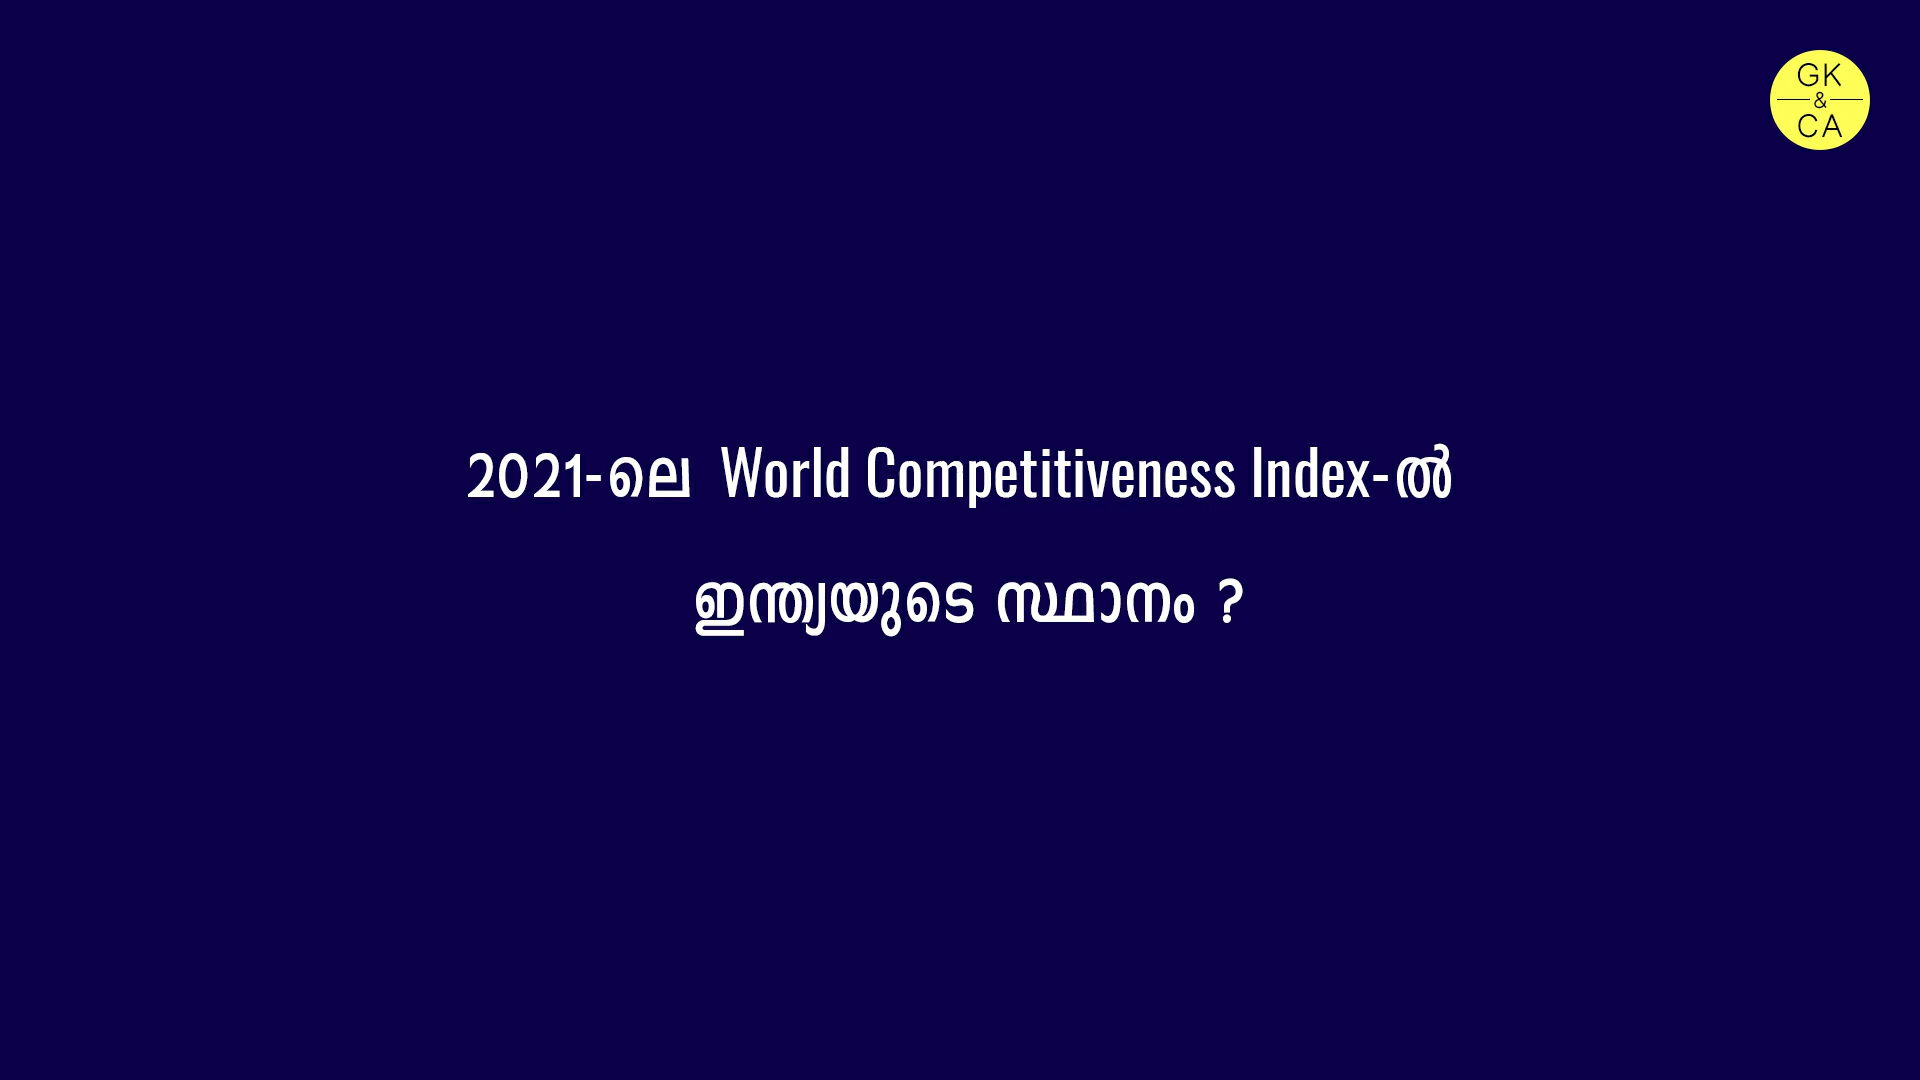 GK
&
CA
2021-ലെ World Competitiveness Index-ൽ
ഇന്ത്യയുടെ സ്ഥാനം ?